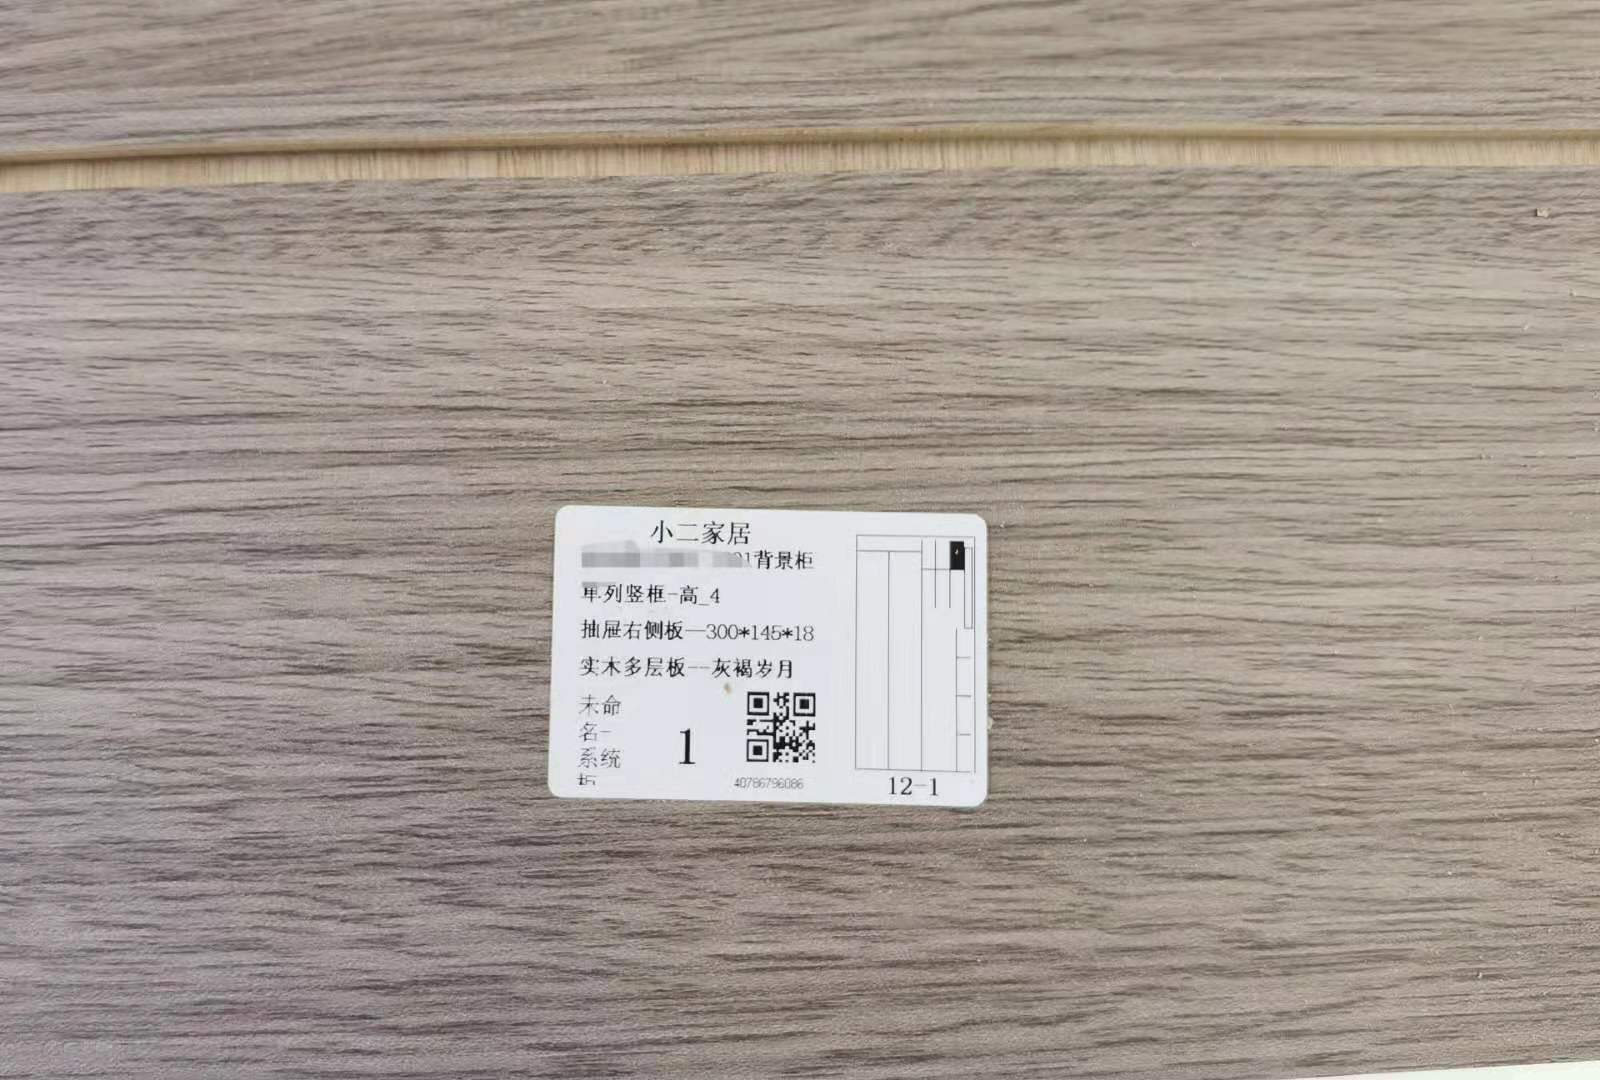 小二家居
1背景柜
单列竖框-高_4
抽屉右侧板—300*145*18
实木多层板--灰褐岁月
未命
名-
系统
1
40786796086
12-1